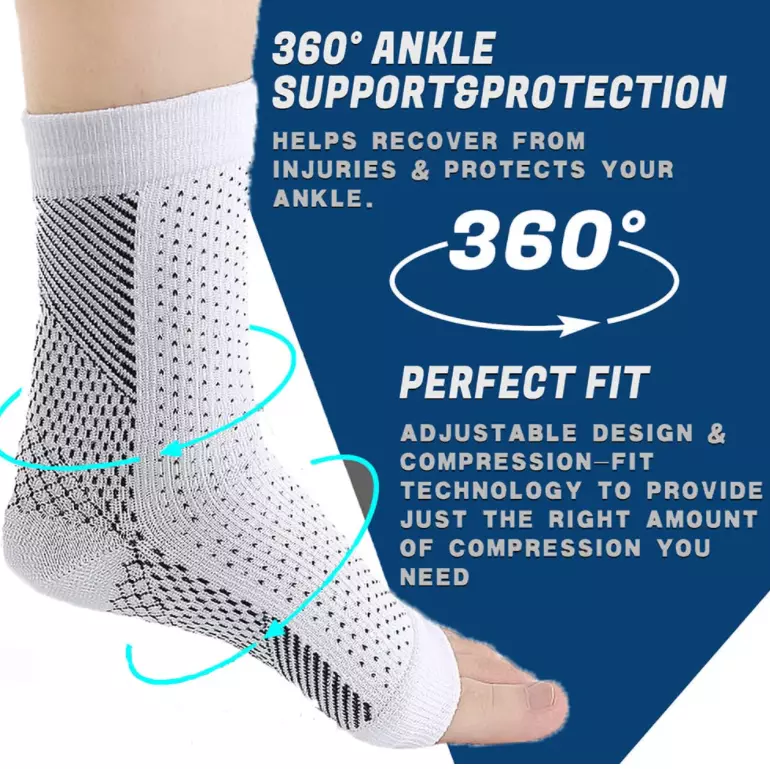 360° ANKLE
SUPPORT&PROTECTION
HELPS RECOVER FROM
INJURIES & PROTECTS YOUR
ANKLE.
360°
PERFECT FIT
ADJUSTABLE DESIGN &
COMPRESSION-FIT
TECHNOLOGY TO PROVIDE
JUST THE RIGHT AMOUNT
OF COMPRESSION YOU
NEED